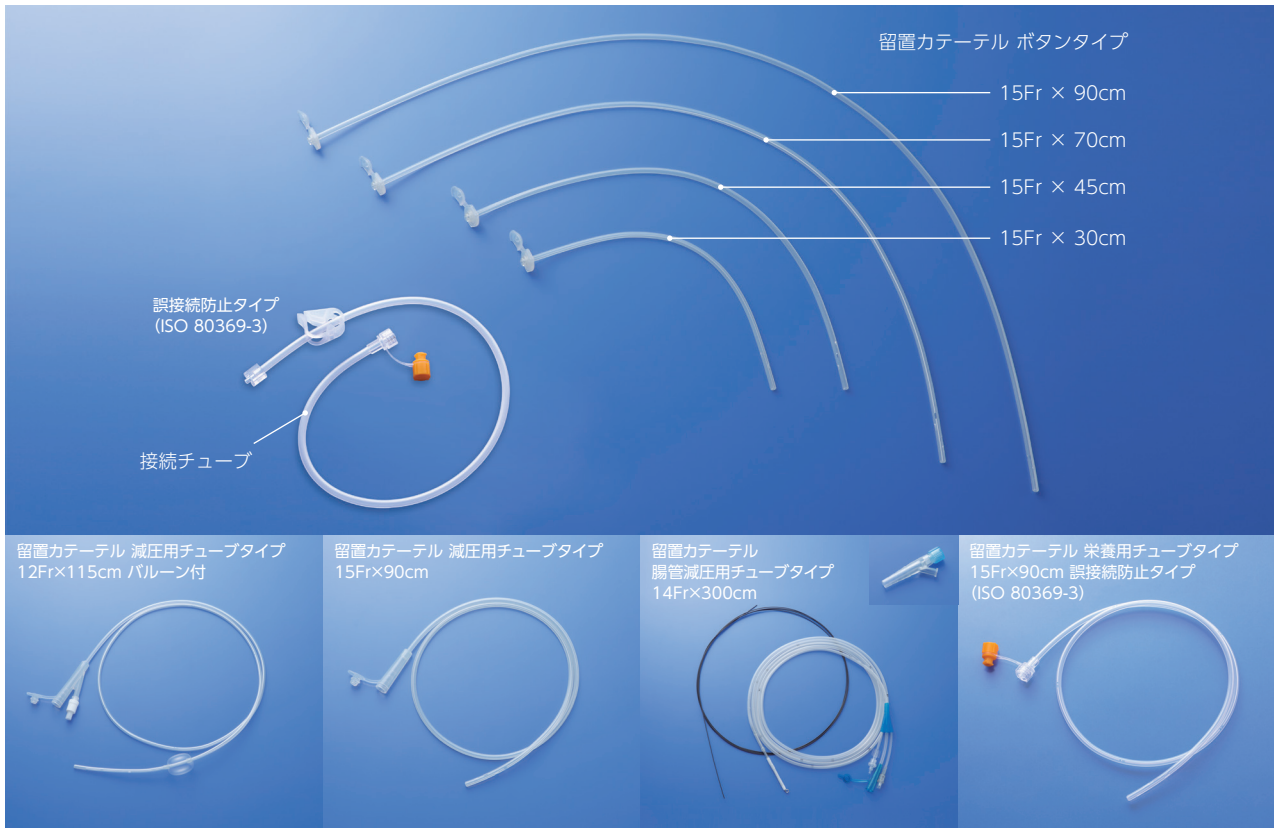 留置カテーテル ボタンタイプ
15Fr × 90cm
15Fr × 70cm
15Fr × 45cm
15Fr × 30cm
誤接続防止タイプ
(ISO 80369-3)
接続チューブ
留置カテーテル 減圧用チューブタイプ
12Fr×115cm バルーン付
留置カテーテル 減圧用チューブタイプ
15Fr×90cm
留置カテーテル
腸管減圧用チューブタイプ
14Fr×300cm
留置カテーテル 栄養用チューブタイプ
15Fr×90cm 誤接続防止タイプ
(ISO 80369-3)